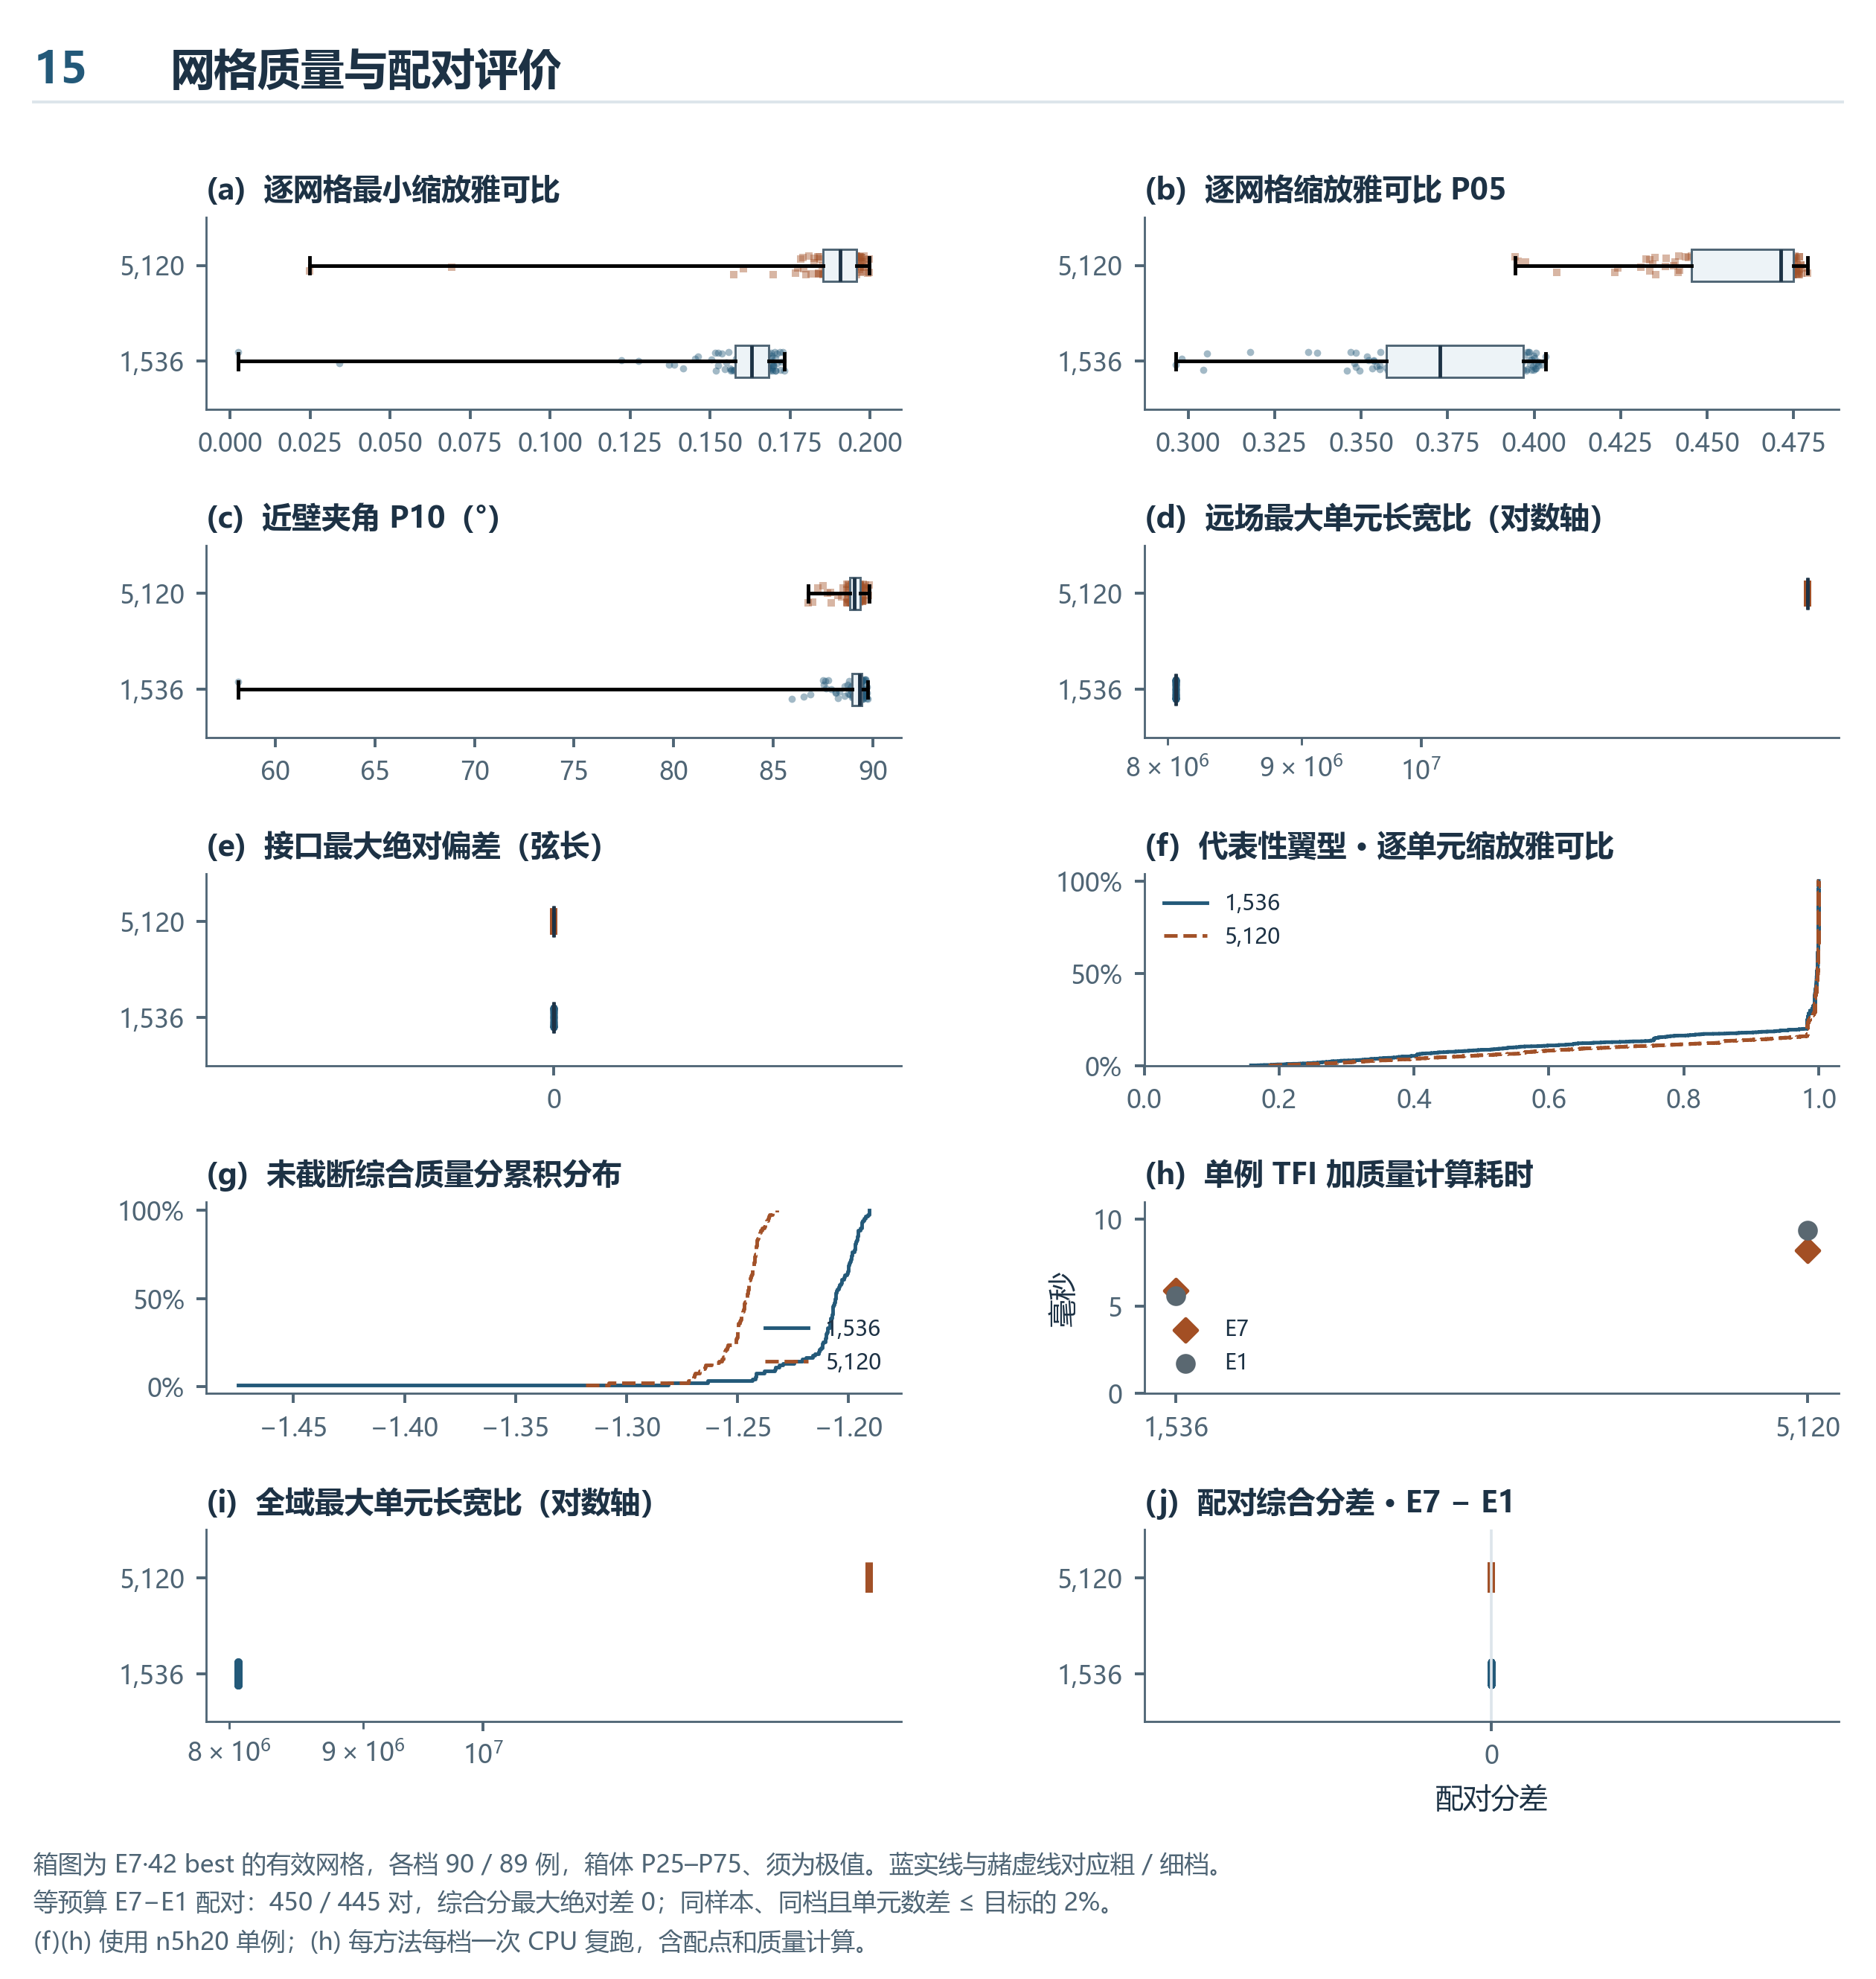 15 网格质量与配对评价
(a) 逐网格最小缩放雅可比
5,120
1,536
0.000 0.025 0.050 0.075 0.100 0.125 0.150 0.175 0.200
(b) 逐网格缩放雅可比 P05
5,120
1,536
0.300 0.325 0.350 0.375 0.400 0.425 0.450 0.475
(c) 近壁夹角 P10（°）
5,120
1,536
60 65 70 75 80 85 90
(d) 远场最大单元长宽比（对数轴）
5,120
1,536
8 × 10⁶ 9 × 10⁶ 10⁷
(e) 接口最大绝对偏差（弦长）
5,120
1,536
0
(f) 代表性翼型 • 逐单元缩放雅可比
100%
50%
0%
1,536
5,120
0.0 0.2 0.4 0.6 0.8 1.0
(g) 未截断综合质量分累积分布
100%
50%
0%
1,536
5,120
−1.45 −1.40 −1.35 −1.30 −1.25 −1.20
(h) 单例 TFI 加质量计算耗时
毫秒
10
5
0
E7
E1
1,536 5,120
(i) 全域最大单元长宽比（对数轴）
5,120
1,536
8 × 10⁶ 9 × 10⁶ 10⁷
(j) 配对综合分差 • E7 − E1
5,120
1,536
0
配对分差
箱图为 E7·42 best 的有效网格，各档 90 / 89 例，箱体 P25–P75、须为极值。蓝实线与赭虚线对应粗 / 细档。
等预算 E7−E1 配对：450 / 445 对，综合分最大绝对差 0；同样本、同档且单元数差 ≤ 目标的 2%。
(f)(h) 使用 n5h20 单例；(h) 每方法每档一次 CPU 复跑，含配点和质量计算。